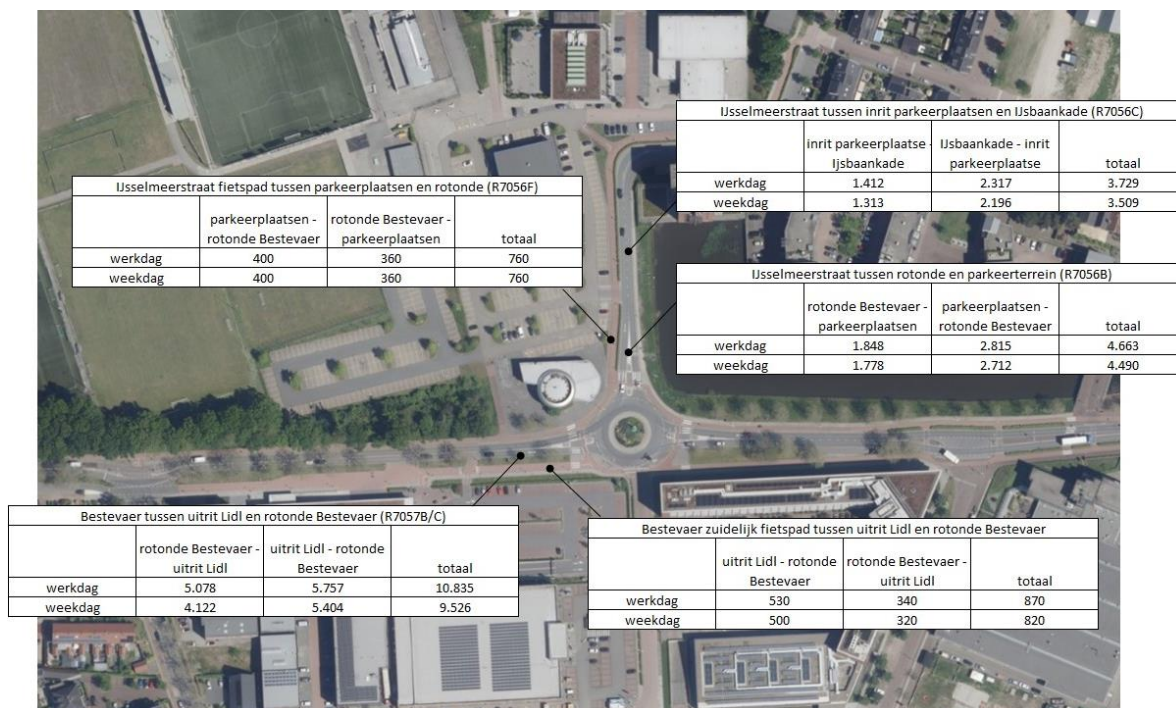 IJsselmeerstraat tussen inrit parkeerplaatsen en IJsbaankade (R7056C)
inrit parkeerplaatse - Ijsbaankade
IJsbaankade - inrit parkeerplaatse
totaal
werkdag 1.412 2.317 3.729
weekdag 1.313 2.196 3.509
IJsselmeerstraat fietspad tussen parkeerplaatsen en rotonde (R7056F)
parkeerplaatsen - rotonde Bestevaer
rotonde Bestevaer - parkeerplaatsen
totaal
werkdag 400 360 760
weekdag 400 360 760
IJsselmeerstraat tussen rotonde en parkeerterrein (R7056B)
rotonde Bestevaer - parkeerplaatsen
parkeerplaatsen - rotonde Bestevaer
totaal
werkdag 1.848 2.815 4.663
weekdag 1.778 2.712 4.490
Bestevaer tussen uitrit Lidl en rotonde Bestevaer (R7057B/C)
rotonde Bestevaer - uitrit Lidl
uitrit Lidl - rotonde Bestevaer
totaal
werkdag 5.078 5.757 10.835
weekdag 4.122 5.404 9.526
Bestevaer zuidelijk fietspad tussen uitrit Lidl en rotonde Bestevaer
uitrit Lidl - rotonde Bestevaer
rotonde Bestevaer - uitrit Lidl
totaal
werkdag 530 340 870
weekdag 500 320 820